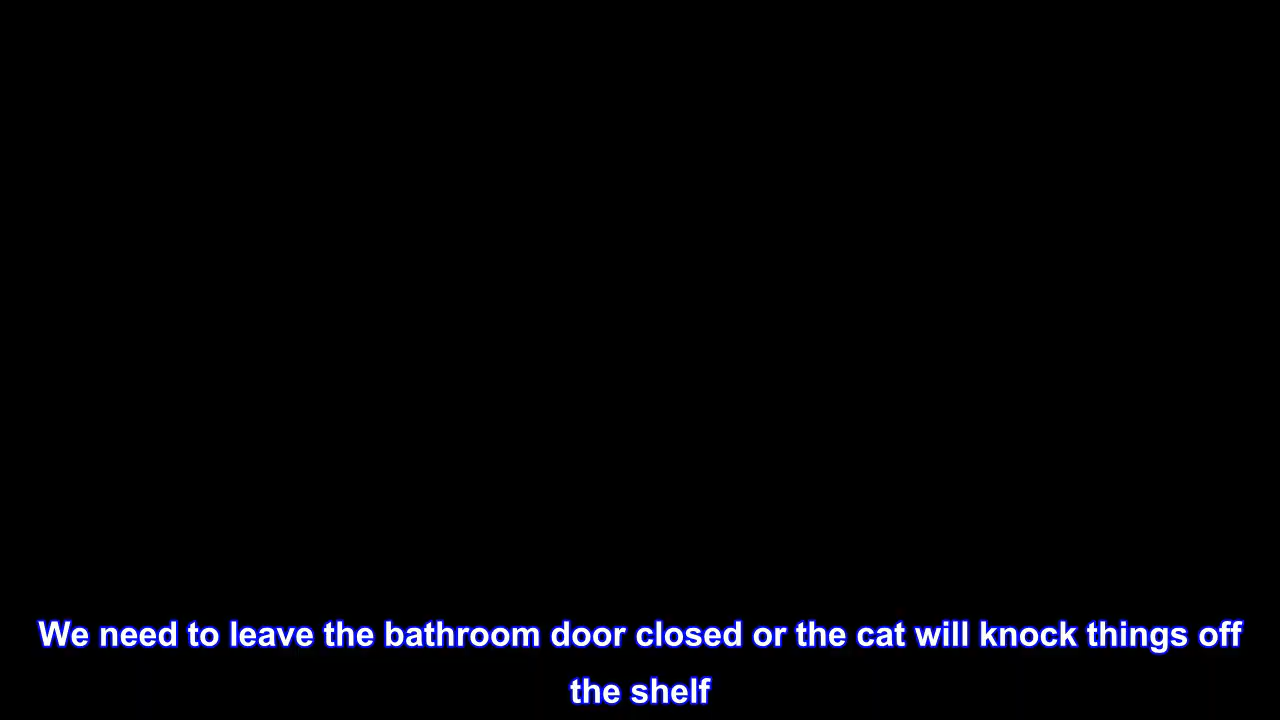 We need to leave the bathroom door closed or the cat will knock things off
the shelf